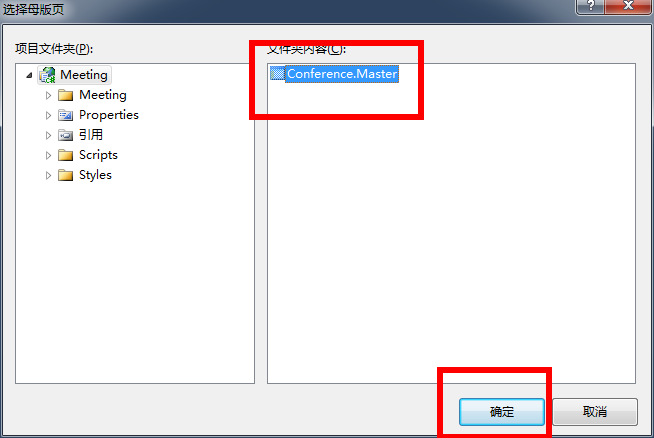 选择母版页
项目文件夹(P):
文件夹内容(C):
Meeting
Meeting
Properties
引用
Scripts
Styles
Conference.Master
确定
取消